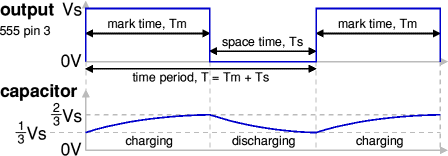 output Vs
555 pin 3
mark time, Tm mark time, Tm
space time, Ts
0V
time period, T = Tm + Ts
capacitor
2/3Vs
1/3Vs
charging discharging charging
0V